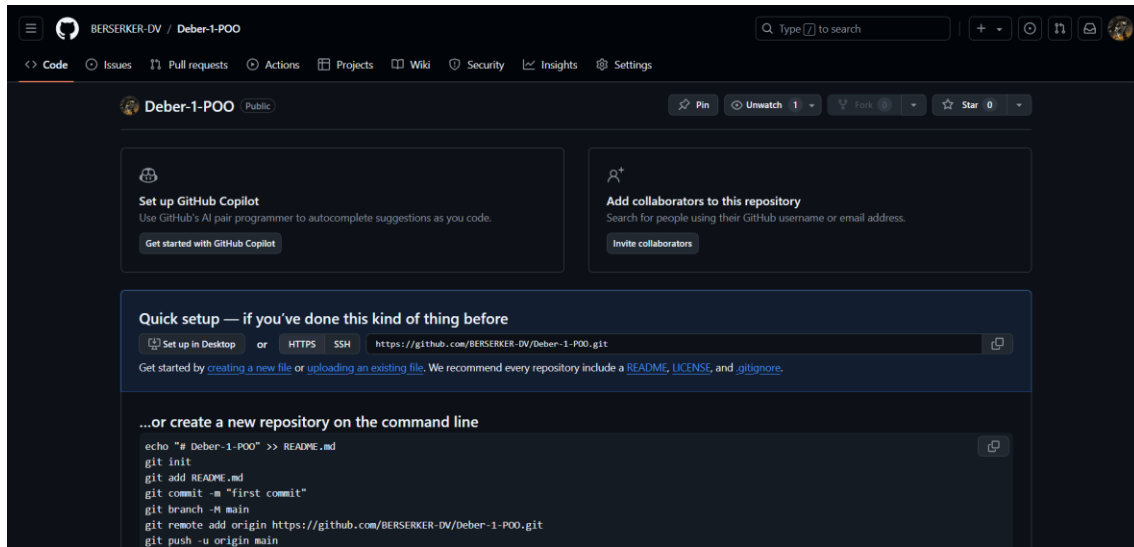 BERSERKER-DV / Deber-1-POO
Type / to search
Code Issues Pull requests Actions Projects Wiki Security Insights Settings
Deber-1-POO Public
Pin Unwatch 1 Fork 0 Star 0
Set up GitHub Copilot
Use GitHub's AI pair programmer to autocomplete suggestions as you code.
Get started with GitHub Copilot
Add collaborators to this repository
Search for people using their GitHub username or email address.
Invite collaborators
Quick setup — if you've done this kind of thing before
Set up in Desktop or HTTPS SSH https://github.com/BERSERKER-DV/Deber-1-POO.git
Get started by creating a new file or uploading an existing file. We recommend every repository include a README, LICENSE, and .gitignore.
...or create a new repository on the command line
echo "# Deber-1-POO" >> README.md
git init
git add README.md
git commit -m "first commit"
git branch -M main
git remote add origin https://github.com/BERSERKER-DV/Deber-1-POO.git
git push -u origin main